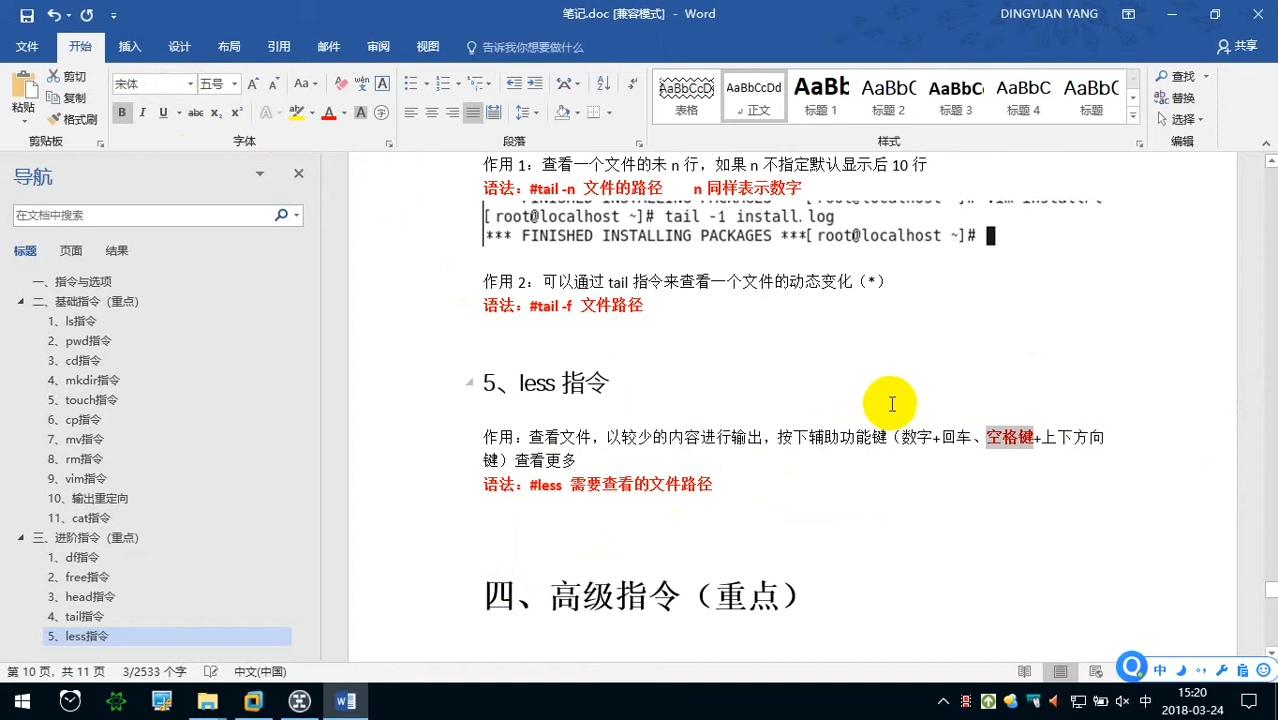 笔记.doc [兼容模式] - Word
DINGYUAN YANG
文件 开始 插入 设计 布局 引用 邮件 审阅 视图 告诉我你想要做什么 共享
粘贴
剪切
复制
格式刷
宋体 五号
AaBbCcDd 表格
AaBbCcDd 正文
AaBb 标题 1
AaBbC 标题 2
AaBbC 标题 3
AaBbC 标题 4
AaBbC 标题
查找
替换
选择
剪贴板 字体 段落 样式 编辑
导航
在文档中搜索
标题 页面 结果
一、指令与选项
二、基础指令（重点）
1、ls指令
2、pwd指令
3、cd指令
4、mkdir指令
5、touch指令
6、cp指令
7、mv指令
8、rm指令
9、vim指令
10、输出重定向
11、cat指令
三、进阶指令（重点）
1、df指令
2、free指令
3、head指令
4、tail指令
5、less指令
作用 1：查看一个文件的未 n 行，如果 n 不指定默认显示后 10 行
语法：#tail -n 文件的路径 n 同样表示数字
[root@localhost ~]# tail -1 install.log
*** FINISHED INSTALLING PACKAGES ***[root@localhost ~]#
作用 2：可以通过 tail 指令来查看一个文件的动态变化（*）
语法：#tail -f 文件路径
5、less 指令
作用：查看文件，以较少的内容进行输出，按下辅助功能键（数字+回车、空格键+上下方向
键）查看更多
语法：#less 需要查看的文件路径
四、高级指令（重点）
第 10 页，共 11 页 3/2533 个字 中文(中国)
中
中
15:20
2018-03-24